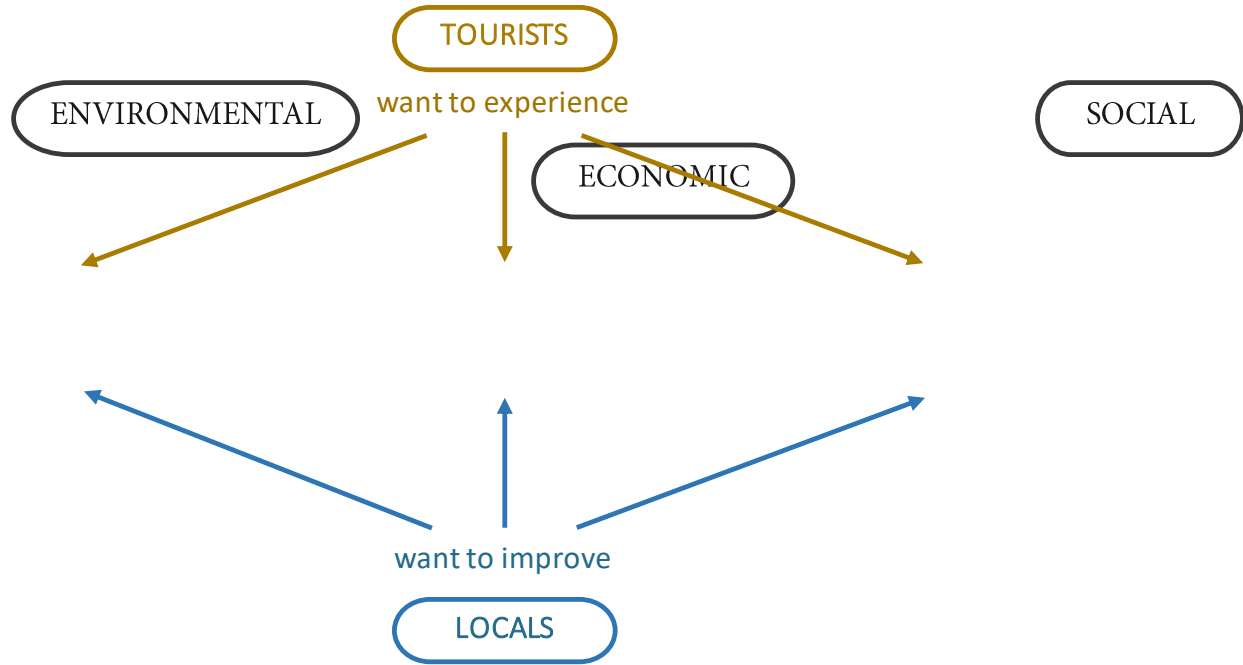 TOURISTS
want to experience
ENVIRONMENTAL
SOCIAL
ECONOMIC
want to improve
LOCALS